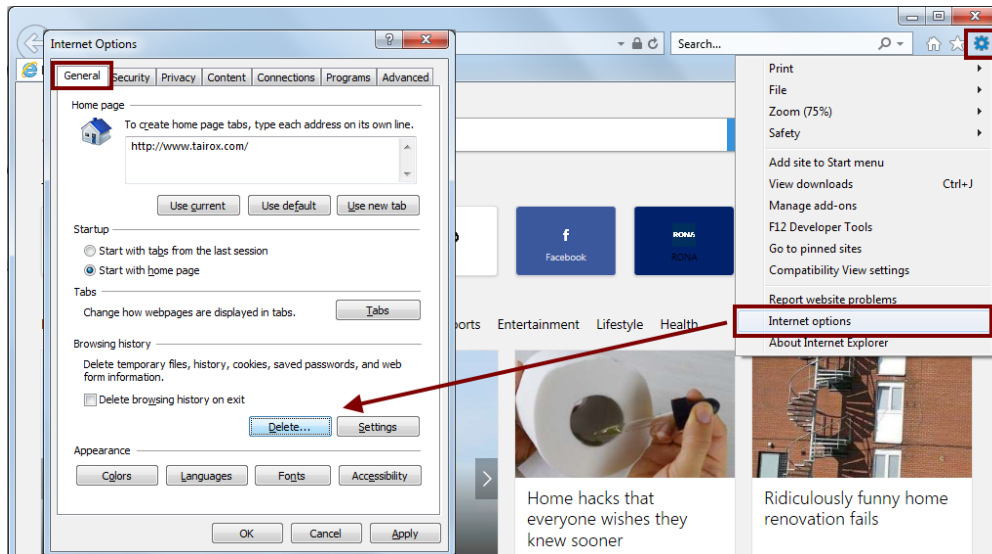 Internet Options
General
Security
Privacy
Content
Connections
Programs
Advanced
Home page
To create home page tabs, type each address on its own line.
http://www.tairox.com/
Use current
Use default
Use new tab
Startup
Start with tabs from the last session
Start with home page
Tabs
Change how webpages are displayed in tabs.
Tabs
Browsing history
Delete temporary files, history, cookies, saved passwords, and web
form information.
Delete browsing history on exit
Delete...
Settings
Appearance
Colors
Languages
Fonts
Accessibility
OK
Cancel
Apply
Search...
Print
File
Zoom (75%)
Safety
Add site to Start menu
View downloads Ctrl+J
Manage add-ons
F12 Developer Tools
Go to pinned sites
Compatibility View settings
Report website problems
Internet options
About Internet Explorer
f
Facebook
RONA
RONA
Entertainment
Lifestyle
Health
Home hacks that
everyone wishes they
knew sooner
Ridiculously funny home
renovation fails